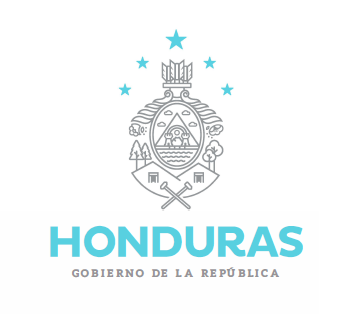 HONDURAS
GOBIERNO DE LA REPÚBLICA